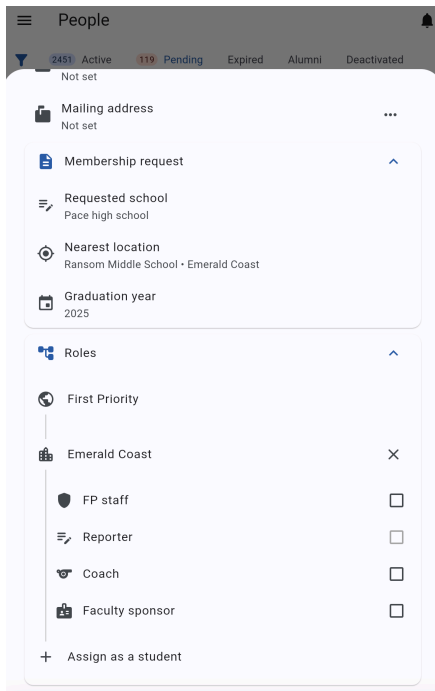 People
2451 Active 119 Pending Expired Alumni Deactivated
Not set
Mailing address
Not set
Membership request
Requested school
Pace high school
Nearest location
Ransom Middle School • Emerald Coast
Graduation year
2025
Roles
First Priority
Emerald Coast
FP staff
Reporter
Coach
Faculty sponsor
Assign as a student